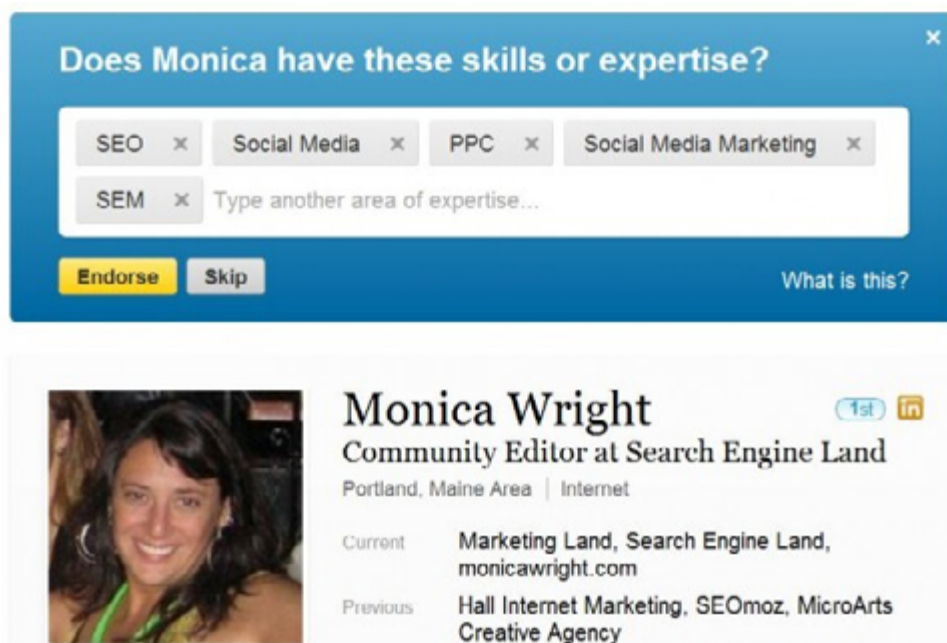 ×
Does Monica have these skills or expertise?
SEO × Social Media × PPC × Social Media Marketing ×
SEM × Type another area of expertise...
Endorse Skip What is this?
Monica Wright 1st in
Community Editor at Search Engine Land
Portland, Maine Area | Internet
Current Marketing Land, Search Engine Land,
monicawright.com
Previous Hall Internet Marketing, SEOmoz, MicroArts
Creative Agency